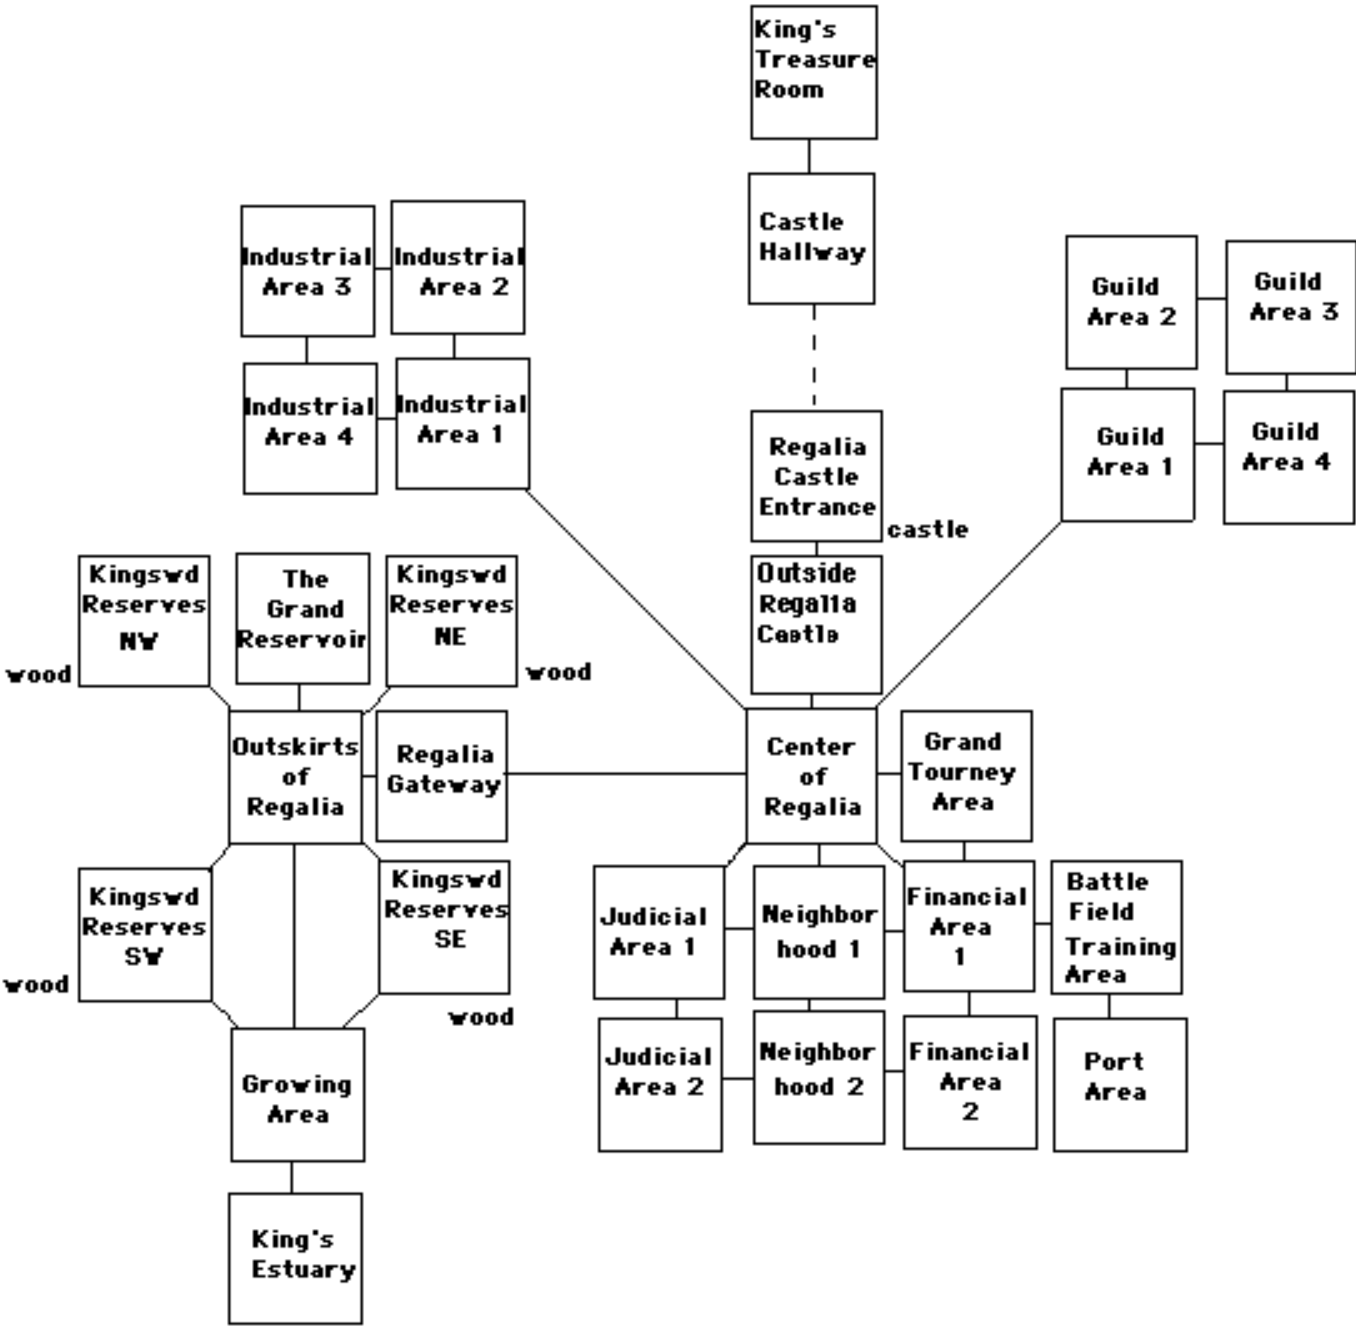 King's
Treasure
Room
Castle
Hallway
Industrial
Area 3
Industrial
Area 2
Guild
Area 2
Guild
Area 3
Industrial
Area 4
Industrial
Area 1
Regalia
Castle
Entrance
castle
Guild
Area 1
Guild
Area 4
Kingswd
Reserves
NW
wood
The
Grand
Reservoir
Kingswd
Reserves
NE
wood
Outside
Regalia
Castle
Outskirts
of
Regalia
Regalia
Gateway
Center
of
Regalia
Grand
Tourney
Area
Kingswd
Reserves
SW
wood
Kingswd
Reserves
SE
wood
Judicial
Area 1
Neighbor
hood 1
Financial
Area
1
Battle
Field
Training
Area
Growing
Area
Judicial
Area 2
Neighbor
hood 2
Financial
Area
2
Port
Area
King's
Estuary